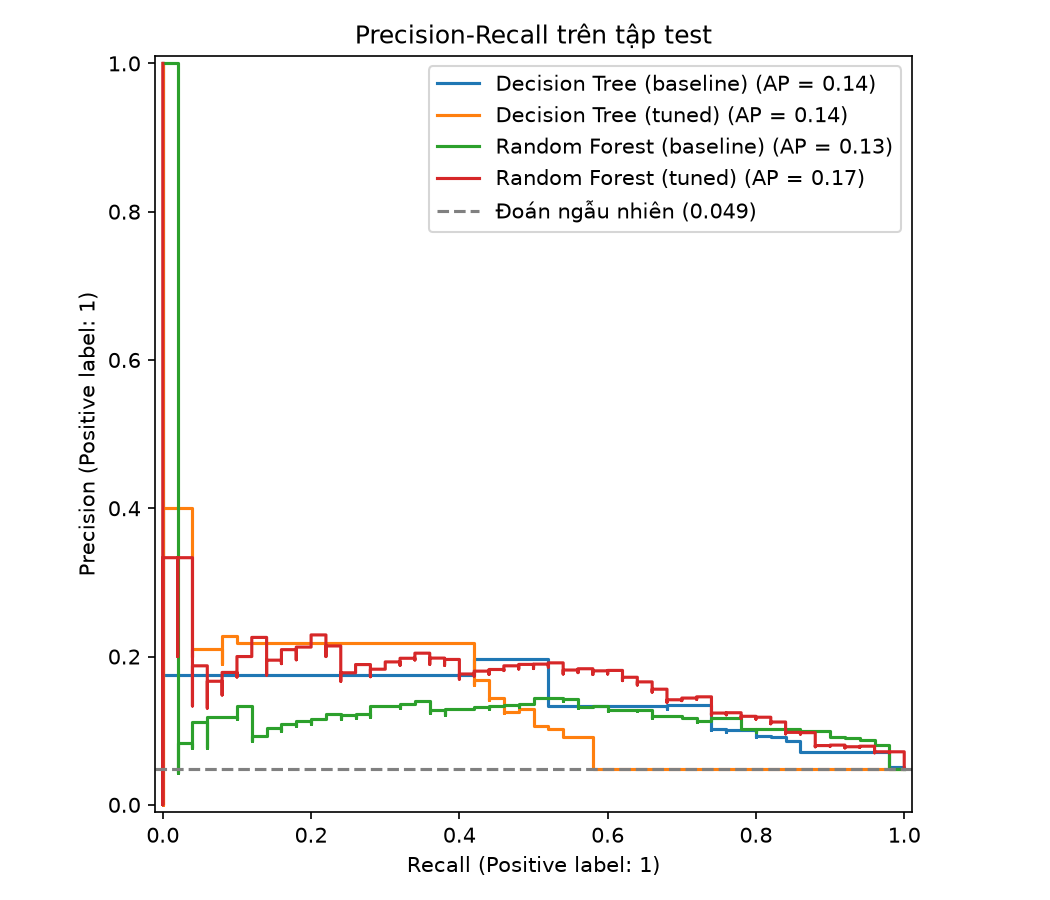 Precision-Recall trên tập test
Precision (Positive label: 1)
1.0
0.8
0.6
0.4
0.2
0.0
Decision Tree (baseline) (AP = 0.14)
Decision Tree (tuned) (AP = 0.14)
Random Forest (baseline) (AP = 0.13)
Random Forest (tuned) (AP = 0.17)
Đoán ngẫu nhiên (0.049)
0.0 0.2 0.4 0.6 0.8 1.0
Recall (Positive label: 1)